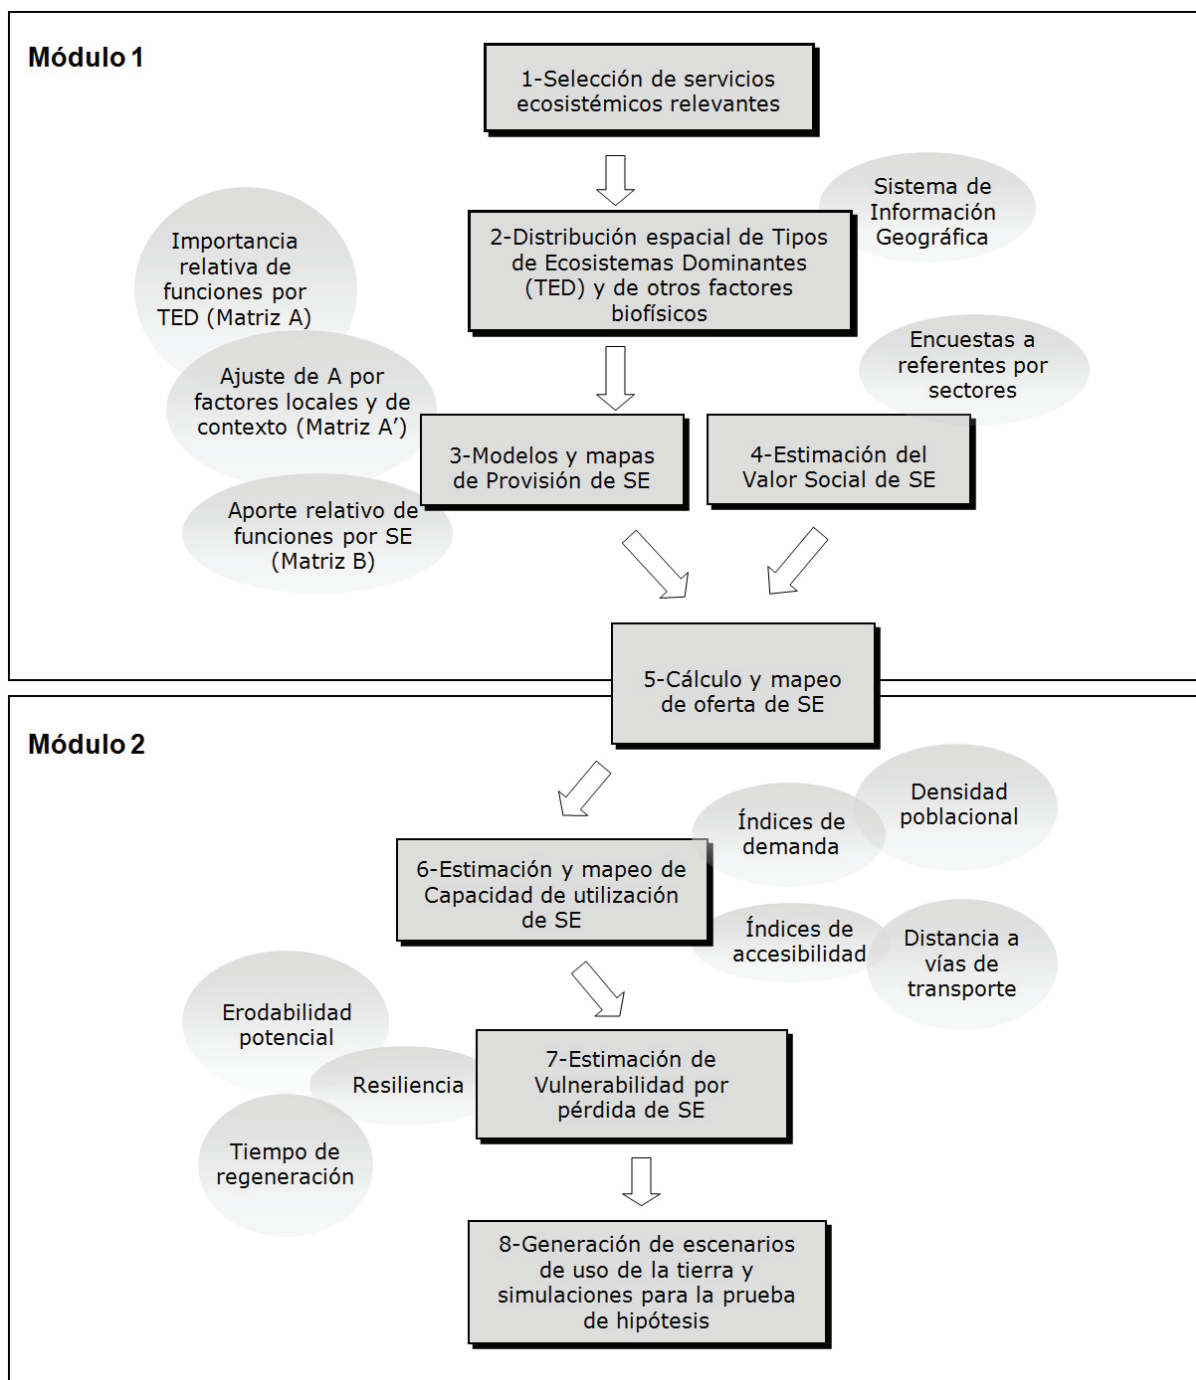 Módulo 1
1-Selección de servicios
ecosistémicos relevantes
Sistema de
Información
Geográfica
2-Distribución espacial de Tipos
de Ecosistemas Dominantes
(TED) y de otros factores
biofísicos
Importancia
relativa de
funciones por
TED (Matriz A)
Encuestas a
referentes por
sectores
Ajuste de A por
factores locales y de
contexto (Matriz A’)
3-Modelos y mapas
de Provisión de SE
4-Estimación del
Valor Social de SE
Aporte relativo de
funciones por SE
(Matriz B)
5-Cálculo y mapeo
de oferta de SE
Módulo 2
Densidad
poblacional
Índices de
demanda
6-Estimación y mapeo de
Capacidad de utilización
de SE
Índices de
accesibilidad
Distancia a
vías de
transporte
Erodabilidad
potencial
Resiliencia
7-Estimación de
Vulnerabilidad por
pérdida de SE
Tiempo de
regeneración
8-Generación de escenarios
de uso de la tierra y
simulaciones para la prueba
de hipótesis